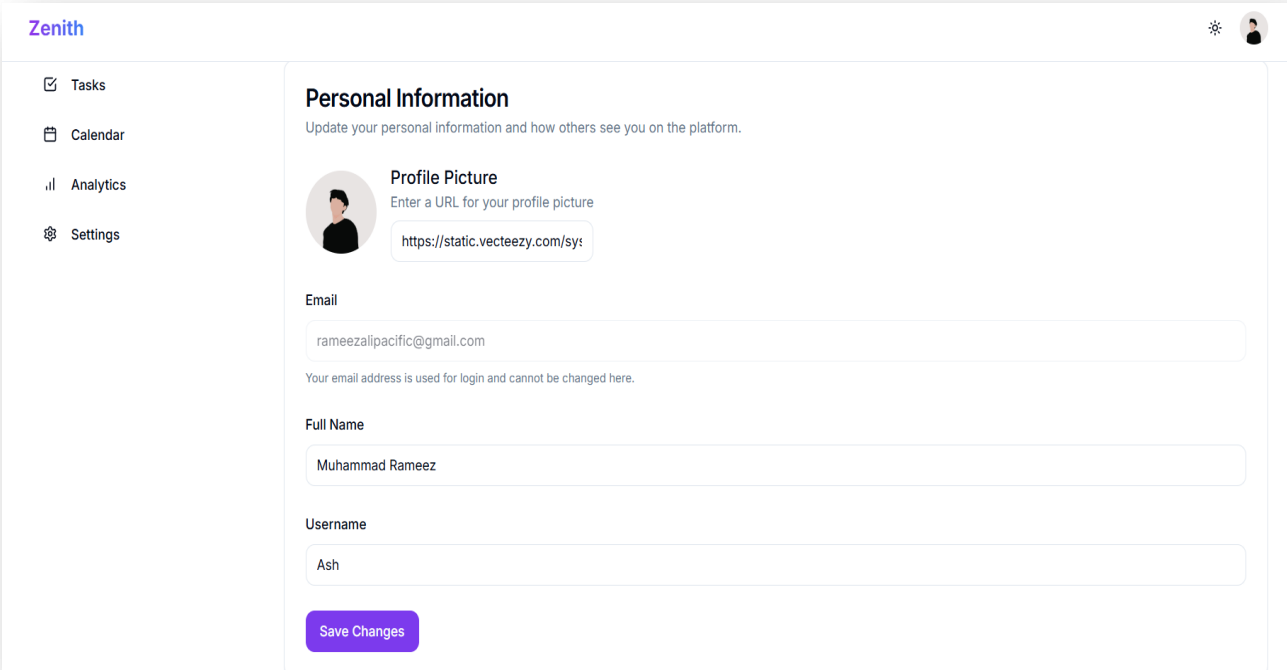 Zenith
Tasks
Calendar
Analytics
Settings
Personal Information
Update your personal information and how others see you on the platform.
Profile Picture
Enter a URL for your profile picture
https://static.vecteezy.com/sys
Email
rameezalipacific@gmail.com
Your email address is used for login and cannot be changed here.
Full Name
Muhammad Rameez
Username
Ash
Save Changes